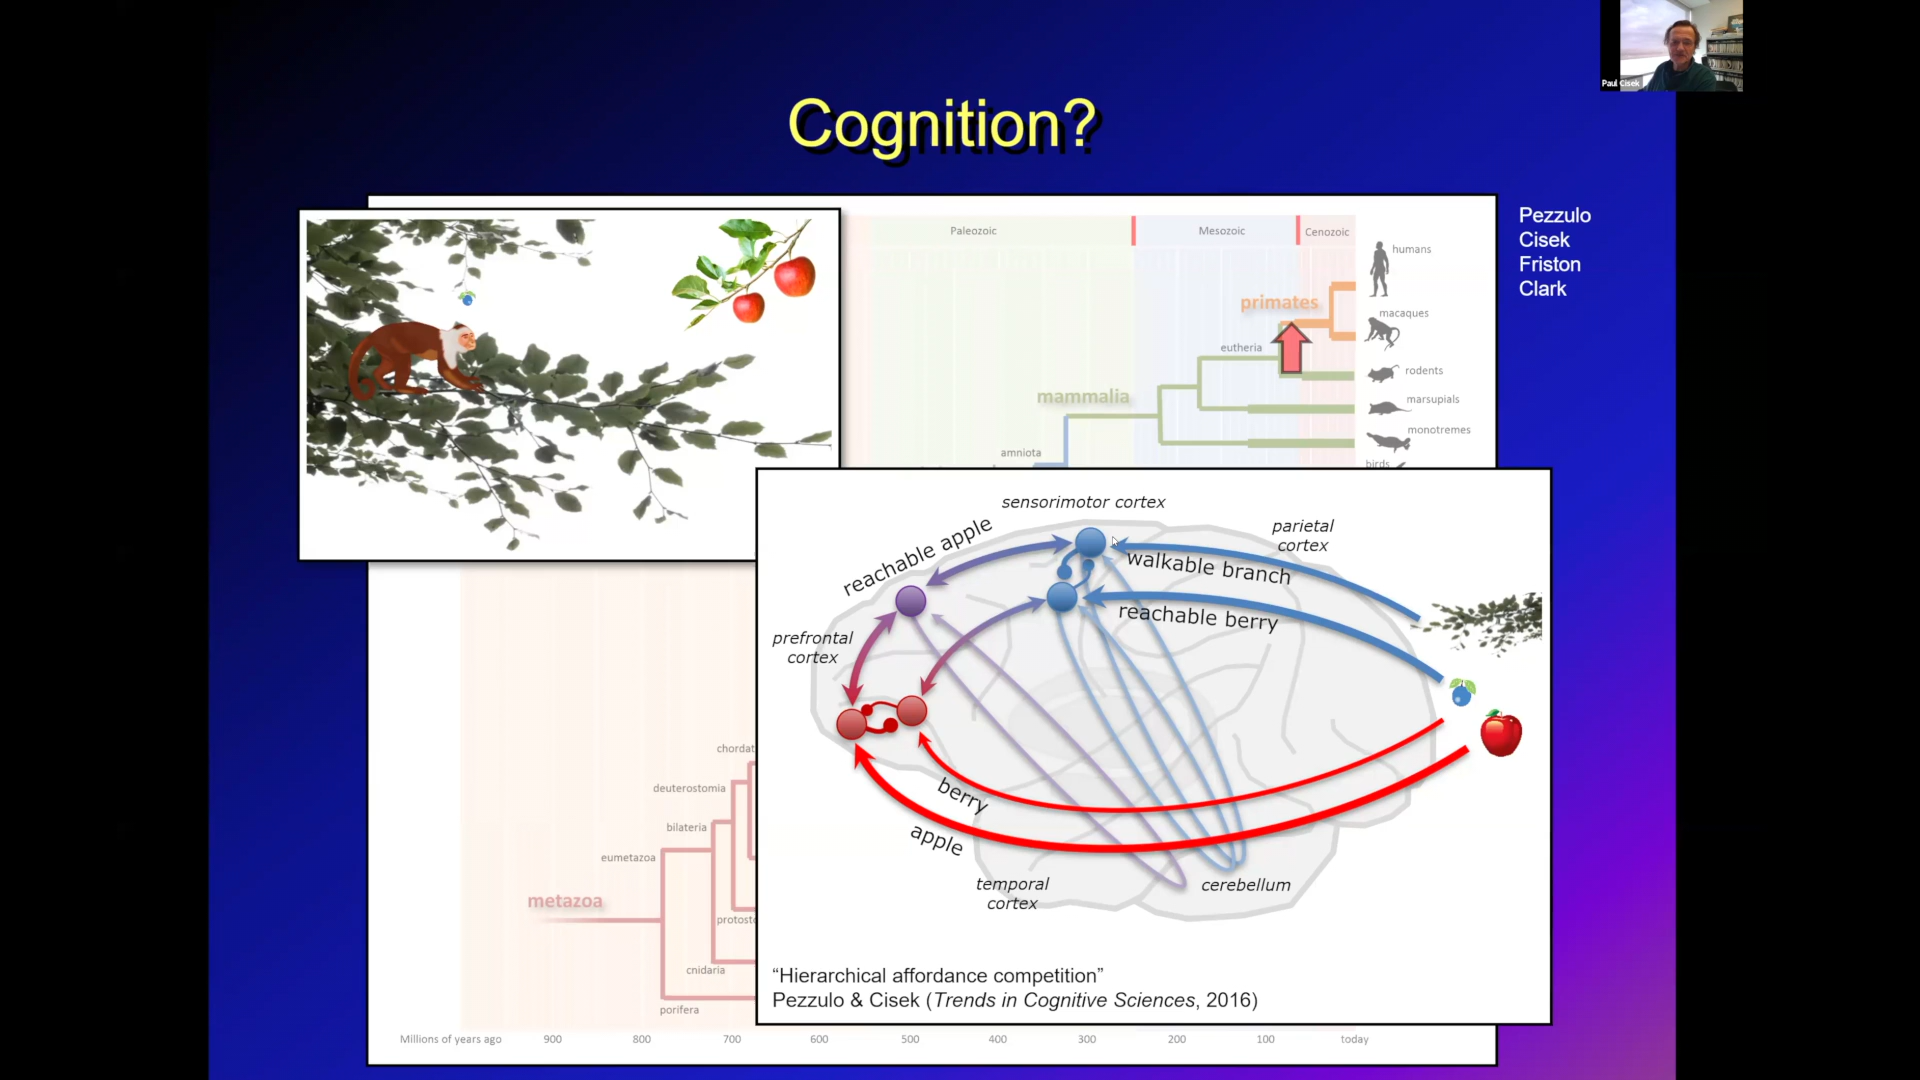 Paul Cisek
Cognition?
Pezzulo
Cisek
Friston
Clark
Paleozoic
Mesozoic
Cenozoic
humans
primates
macaques
eutheria
rodents
mammalia
marsupials
monotremes
amniota
birds
sensorimotor cortex
parietal
cortex
reachable apple
walkable branch
reachable berry
prefrontal
cortex
berry
apple
temporal
cortex
cerebellum
chordat
deuterostomia
bilateria
eumetazoa
metazoa
protosto
cnidaria
porifera
“Hierarchical affordance competition”
Pezzulo & Cisek (Trends in Cognitive Sciences, 2016)
Millions of years ago 900 800 700 600 500 400 300 200 100 today